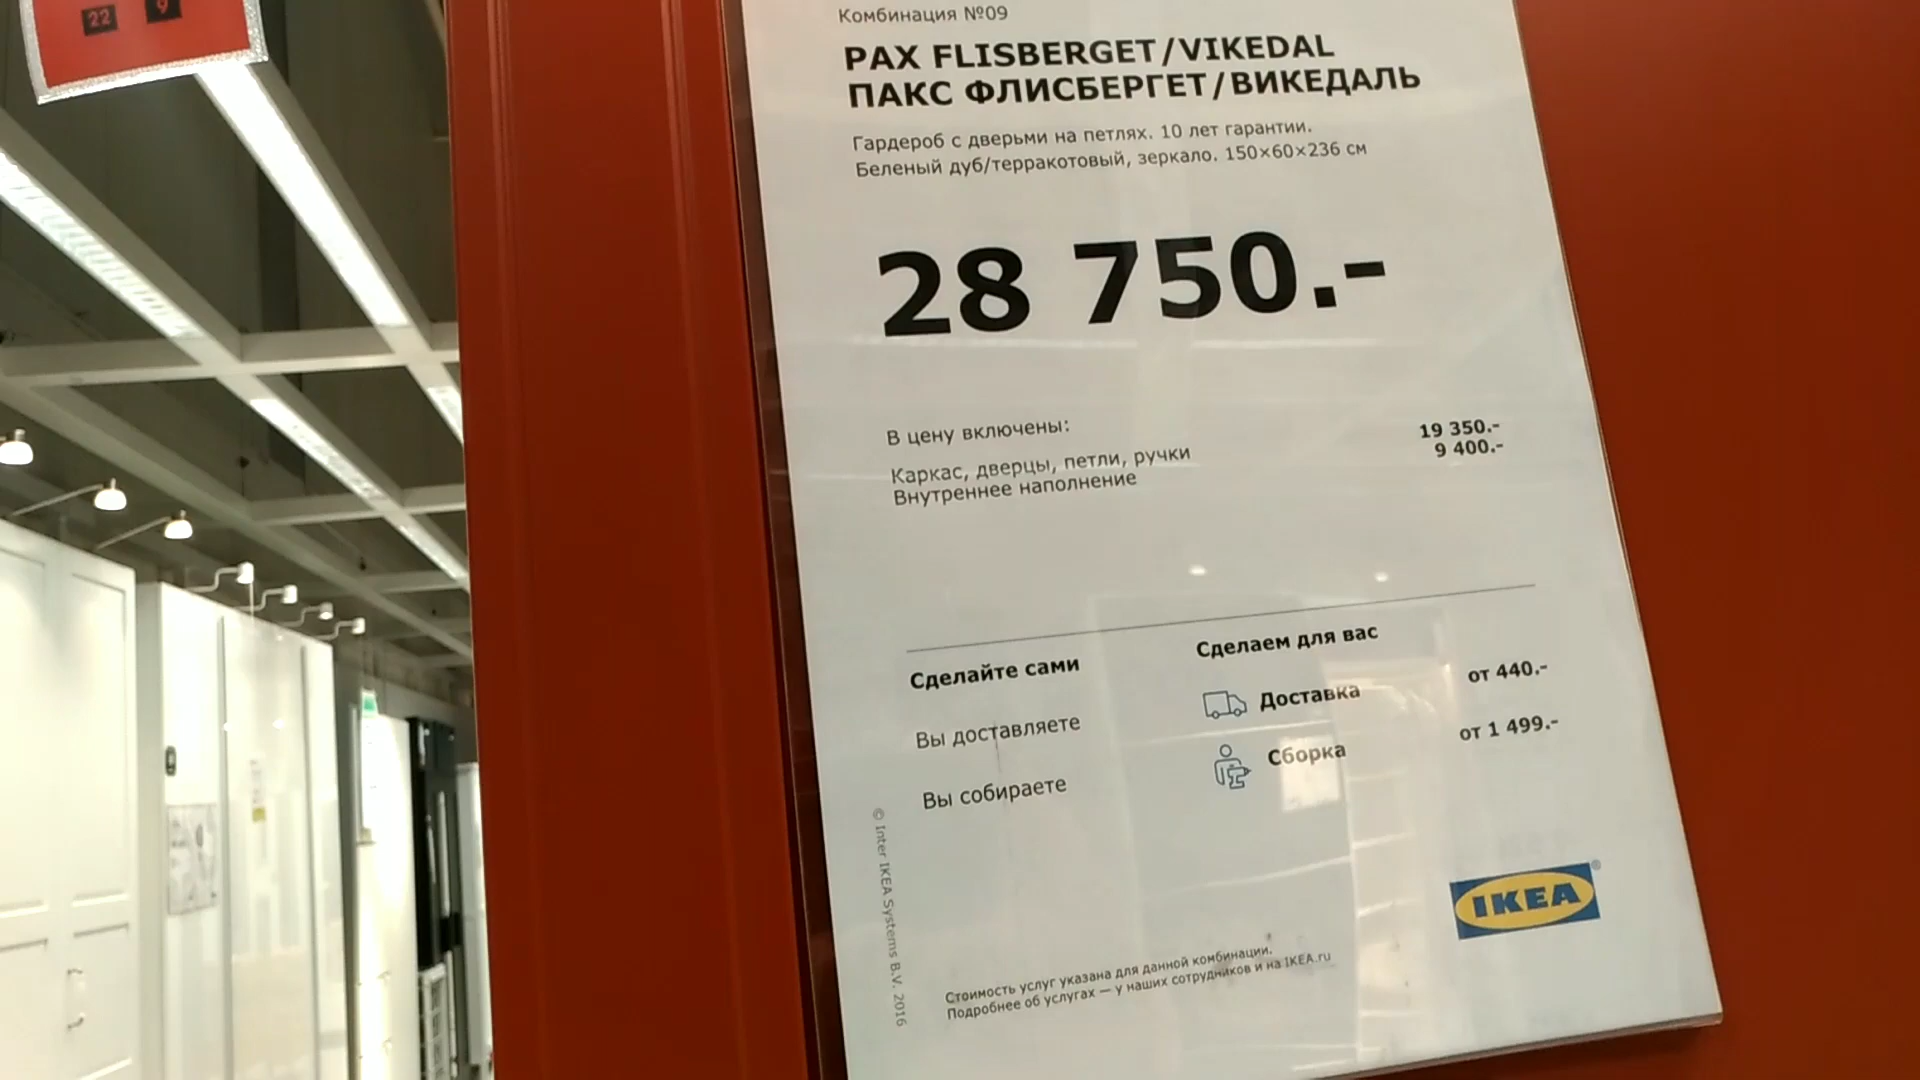 22 9
Комбинация №09
PAX FLISBERGET/VIKEDAL
ПАКС ФЛИСБЕРГЕТ/ВИКЕДАЛЬ
Гардероб с дверьми на петлях. 10 лет гарантии.
Беленый дуб/терракотовый, зеркало. 150×60×236 см
28 750.-
В цену включены:
Каркас, дверцы, петли, ручки 19 350.-
Внутреннее наполнение 9 400.-
Сделайте сами Сделаем для вас
Вы доставляете Доставка от 440.-
Вы собираете Сборка от 1 499.-
© Inter IKEA Systems B.V. 2016
IKEA®
Стоимость услуг указана для данной комбинации.
Подробнее об услугах — у наших сотрудников и на IKEA.ru